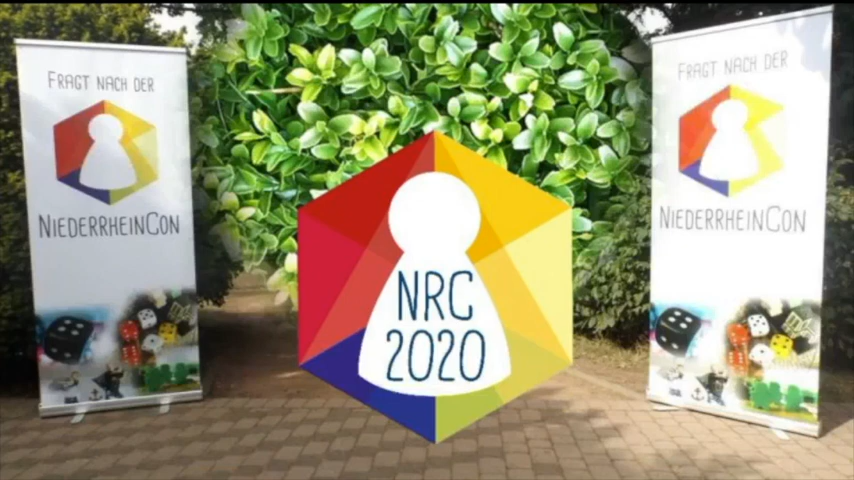 FRAGT NACH DER
NIEDERRHEINCON
NRC
2020
FRAGT NACH DER
NIEDERRHEINCON